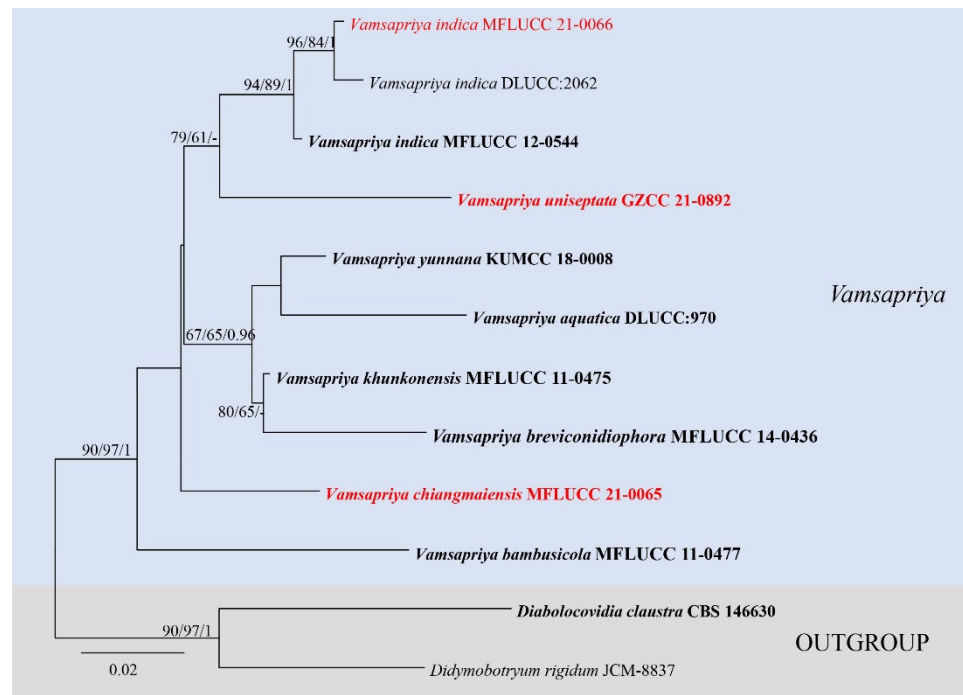 Vamsapriya indica MFLUCC 21-0066
96/84/1
Vamsapriya indica DLUCC:2062
94/89/1
Vamsapriya indica MFLUCC 12-0544
79/61/-
Vamsapriya uniseptata GZCC 21-0892
Vamsapriya yunnana KUMCC 18-0008
Vamsapriya
Vamsapriya aquatica DLUCC:970
67/65/0.96
Vamsapriya khunkonensis MFLUCC 11-0475
80/65/-
Vamsapriya breviconidiophora MFLUCC 14-0436
90/97/1
Vamsapriya chiangmaiensis MFLUCC 21-0065
Vamsapriya bambusicola MFLUCC 11-0477
Diabolocovidia claustra CBS 146630
90/97/1
OUTGROUP
0.02
Didymobotryum rigidum JCM-8837